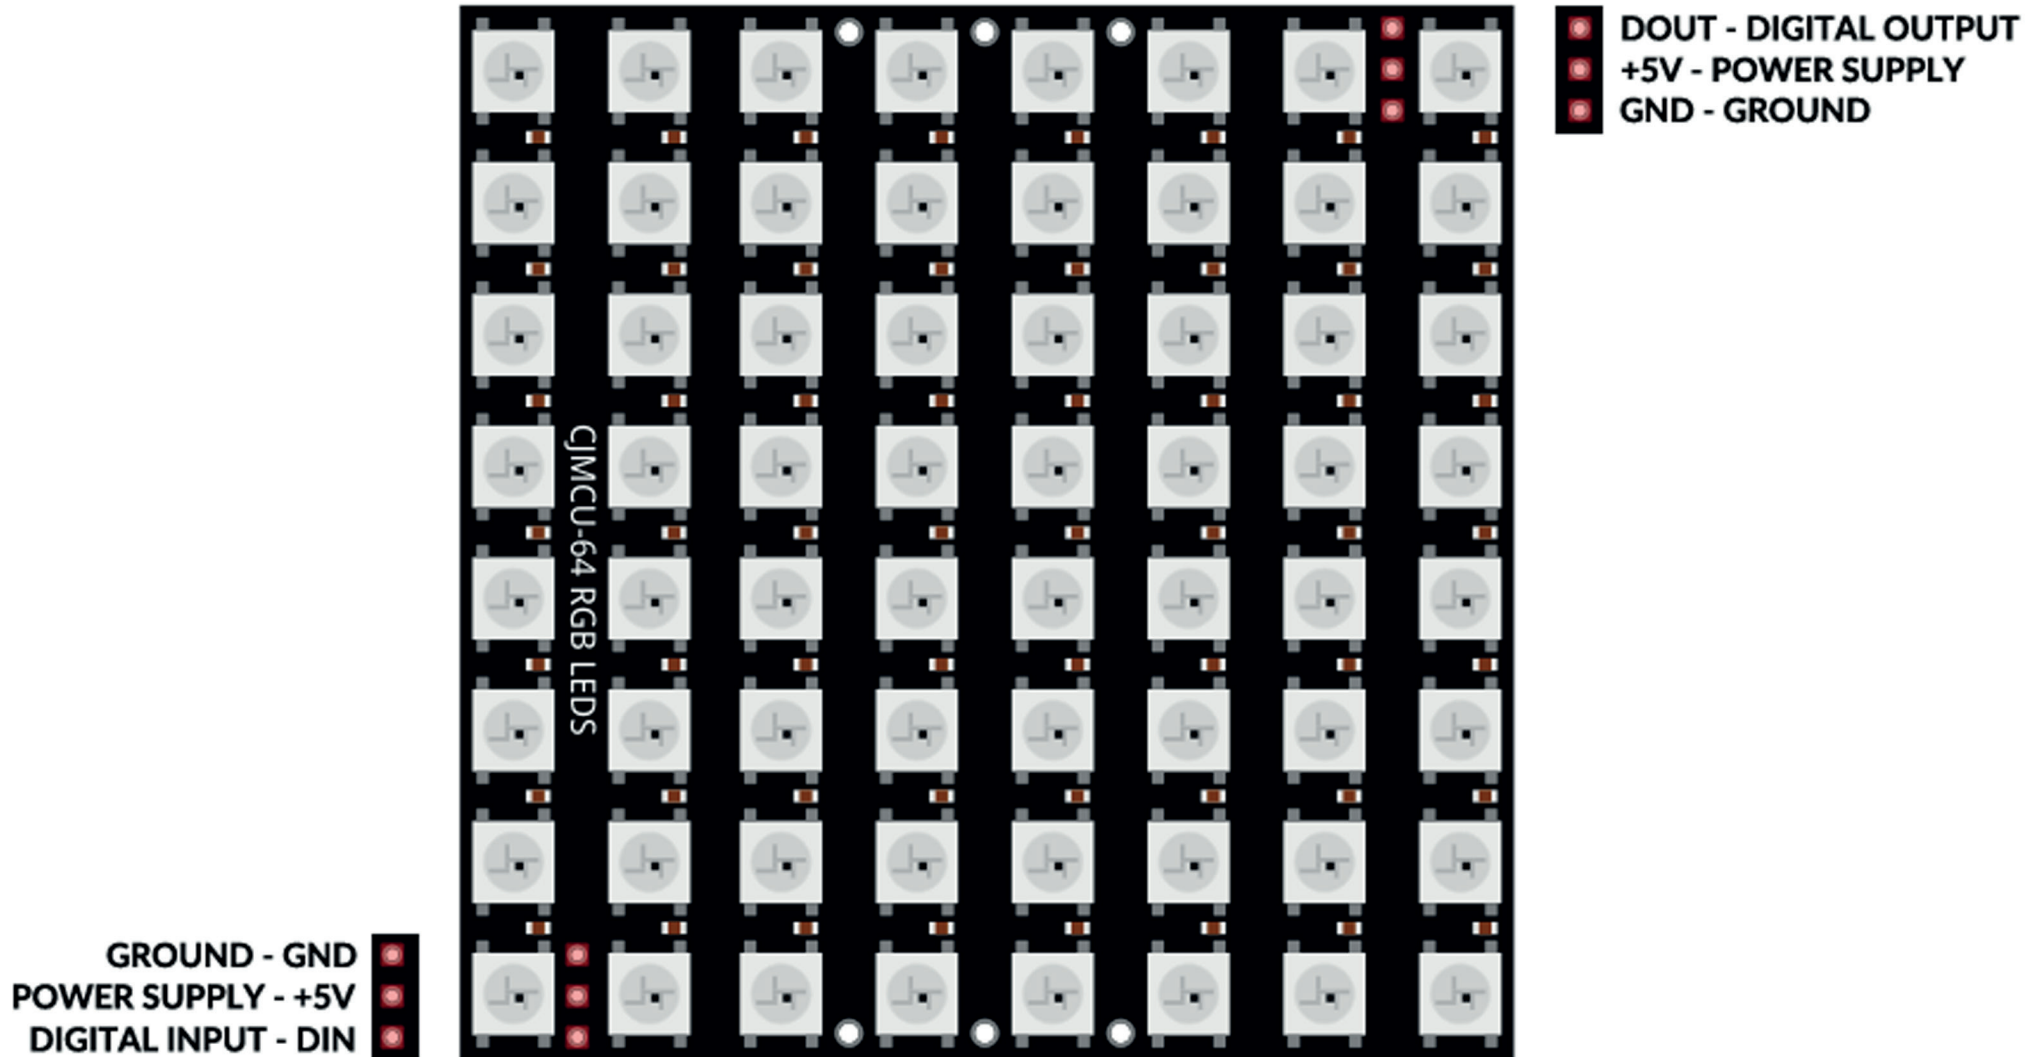 DOUT - DIGITAL OUTPUT
+5V - POWER SUPPLY
GND - GROUND
CJMCU-64 RGB LEDS
GROUND - GND
POWER SUPPLY - +5V
DIGITAL INPUT - DIN